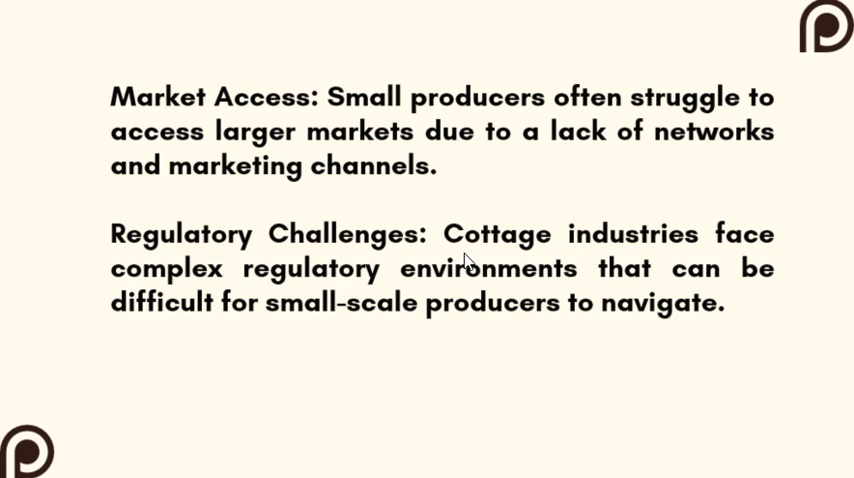 Market Access: Small producers often struggle to
access larger markets due to a lack of networks
and marketing channels.
Regulatory Challenges: Cottage industries face
complex regulatory environments that can be
difficult for small-scale producers to navigate.